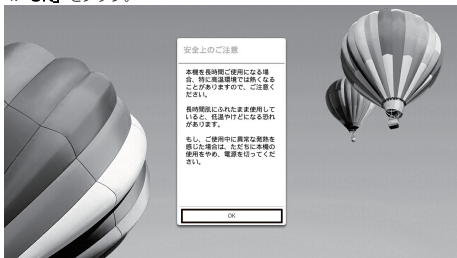 安全上のご注意
本機を長時間ご使用になる場
合、特に高温環境では熱くなる
ことがありますので、ご注意く
ださい。
長時間肌にふれたまま使用して
いると、低温やけどになる恐れ
があります。
もし、ご使用中に異常な発熱を
感じた場合は、ただちに本機の
使用をやめ、電源を切ってくだ
さい。
OK